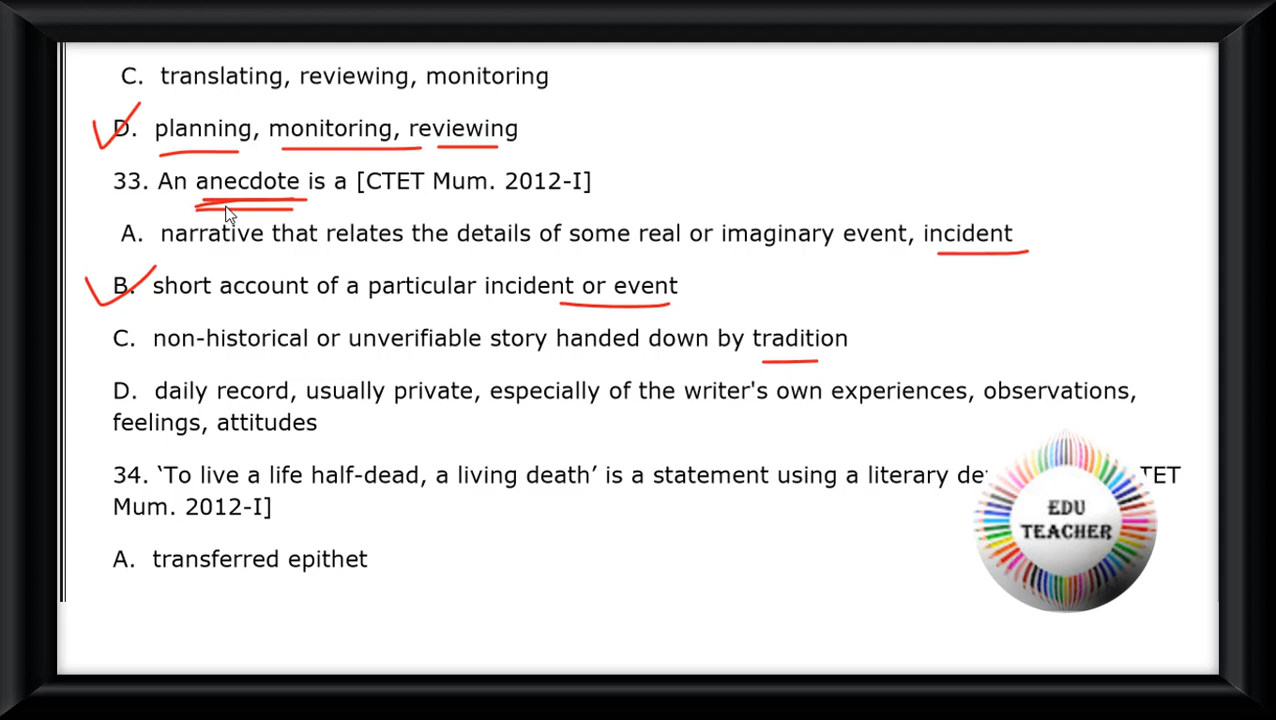 C. translating, reviewing, monitoring
D. planning, monitoring, reviewing
33. An anecdote is a [CTET Mum. 2012-I]
A. narrative that relates the details of some real or imaginary event, incident
B. short account of a particular incident or event
C. non-historical or unverifiable story handed down by tradition
D. daily record, usually private, especially of the writer's own experiences, observations,
feelings, attitudes
34. ‘To live a life half-dead, a living death’ is a statement using a literary
Mum. 2012-I]
A. transferred epithet
EDU
TEACHER